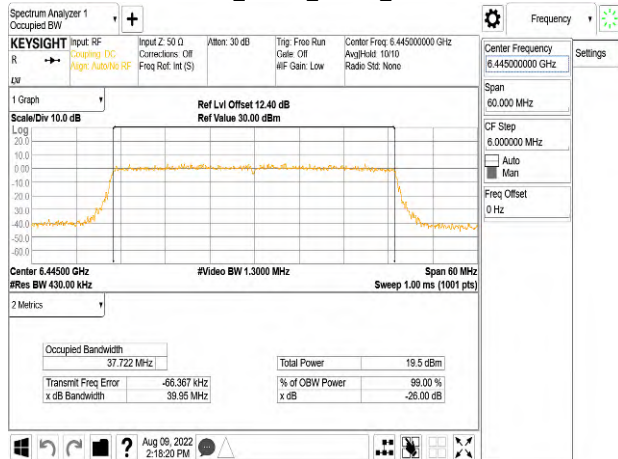 Spectrum Analyzer 1
Occupied BW
+
Frequency
KEYSIGHT Input: RF Input Z: 50 Ω Atten: 30 dB Trig: Free Run Center Freq: 6.445000000 GHz
R Coupling: DC Corrections: Off Gate: Off Avg|Hold: 10/10
Align: Auto/No RF Freq Ref: Int (S) #IF Gain: Low Radio Std: None
LXI
Center Frequency
6.445000000 GHz
Settings
Span
60.000 MHz
CF Step
6.000000 MHz
Auto
Man
Freq Offset
0 Hz
1 Graph
Ref Lvl Offset 12.40 dB
Scale/Div 10.0 dB Ref Value 30.00 dBm
Log
20.0
10.0
0.00
-10.0
-20.0
-30.0
-40.0
-50.0
-60.0
Center 6.44500 GHz #Video BW 1.3000 MHz Span 60 MHz
#Res BW 430.00 kHz Sweep 1.00 ms (1001 pts)
2 Metrics
Occupied Bandwidth
37.722 MHz Total Power 19.5 dBm
Transmit Freq Error -66.367 kHz % of OBW Power 99.00 %
x dB Bandwidth 39.95 MHz x dB -26.00 dB
? Aug 09, 2022
2:18:20 PM